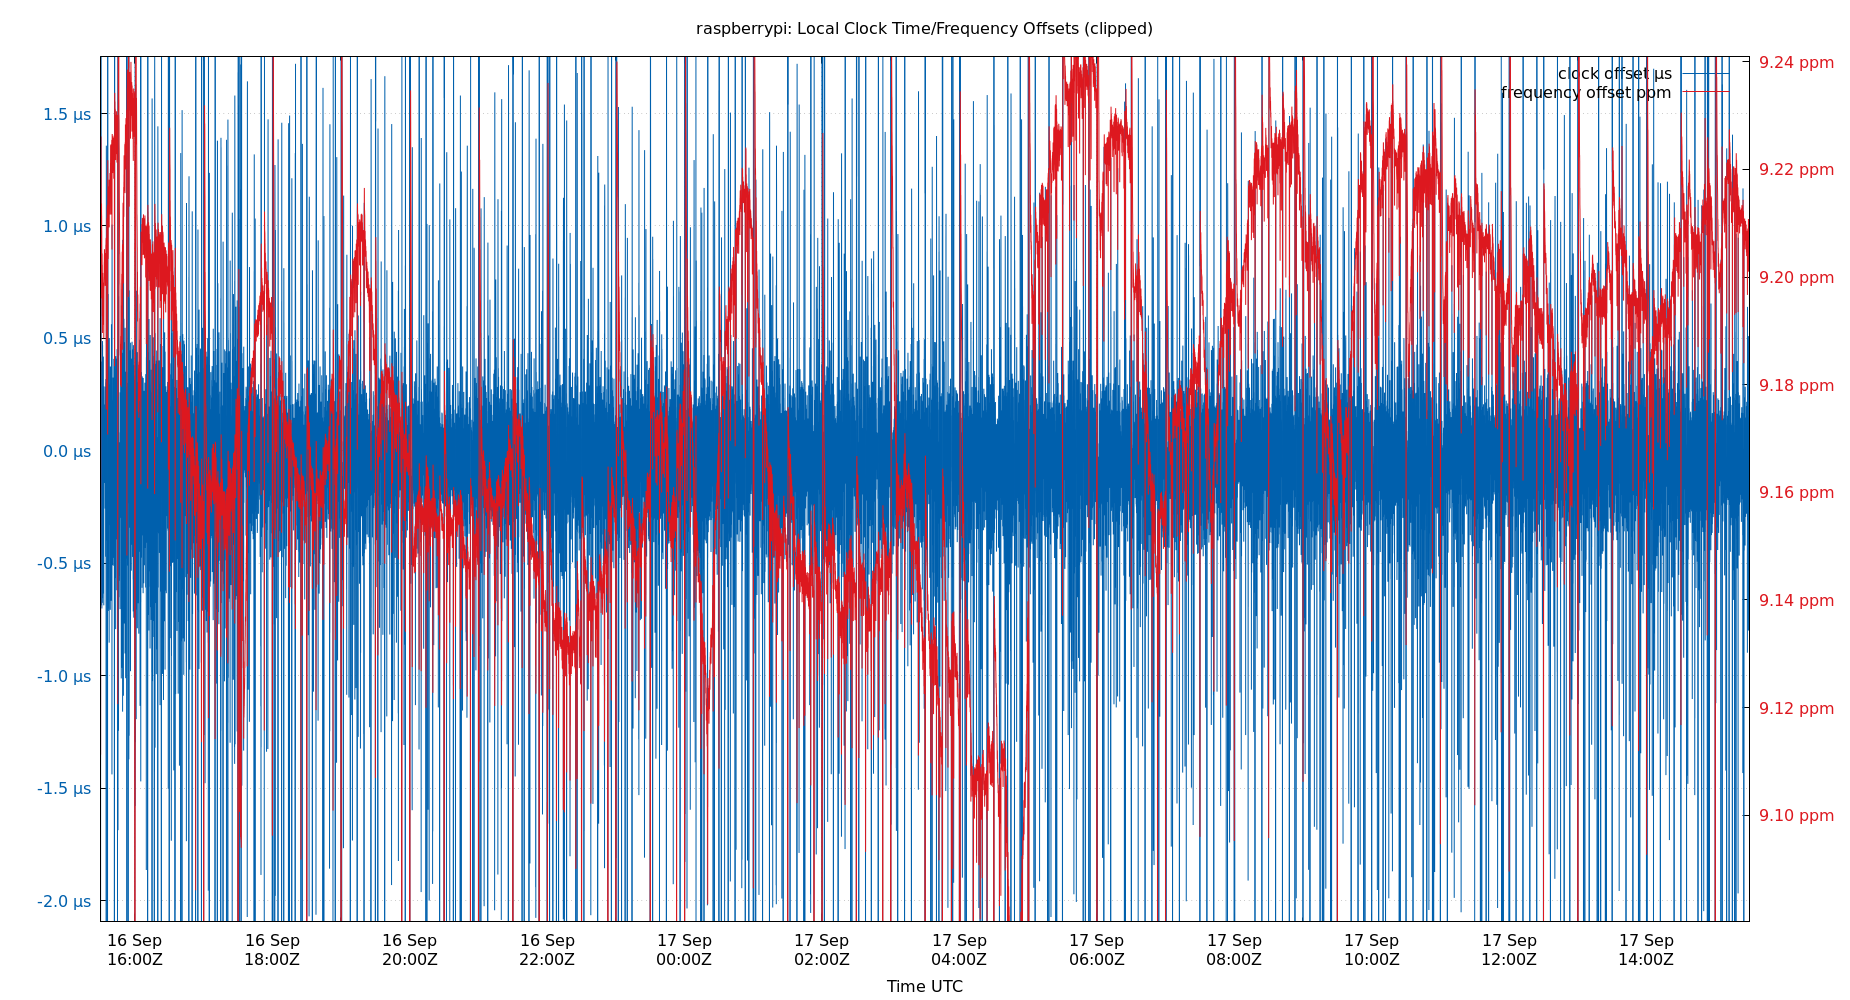 raspberrypi: Local Clock Time/Frequency Offsets (clipped)
clock offset µs
frequency offset ppm
1.5 µs
1.0 µs
0.5 µs
0.0 µs
-0.5 µs
-1.0 µs
-1.5 µs
-2.0 µs
9.24 ppm
9.22 ppm
9.20 ppm
9.18 ppm
9.16 ppm
9.14 ppm
9.12 ppm
9.10 ppm
16 Sep 16 Sep 16 Sep 16 Sep 17 Sep 17 Sep 17 Sep 17 Sep 17 Sep 17 Sep 17 Sep 17 Sep
16:00Z 18:00Z 20:00Z 22:00Z 00:00Z 02:00Z 04:00Z 06:00Z 08:00Z 10:00Z 12:00Z 14:00Z
Time UTC